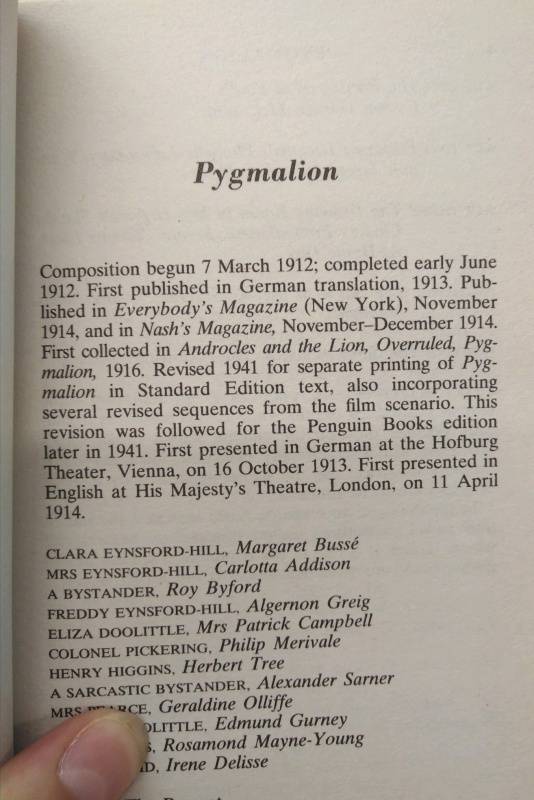 Pygmalion
Composition begun 7 March 1912; completed early June
1912. First published in German translation, 1913. Pub-
lished in Everybody's Magazine (New York), November
1914, and in Nash's Magazine, November–December 1914.
First collected in Androcles and the Lion, Overruled, Pyg-
malion, 1916. Revised 1941 for separate printing of Pyg-
malion in Standard Edition text, also incorporating
several revised sequences from the film scenario. This
revision was followed for the Penguin Books edition
later in 1941. First presented in German at the Hofburg
Theater, Vienna, on 16 October 1913. First presented in
English at His Majesty's Theatre, London, on 11 April
1914.
CLARA EYNSFORD-HILL, Margaret Bussé
MRS EYNSFORD-HILL, Carlotta Addison
A BYSTANDER, Roy Byford
FREDDY EYNSFORD-HILL, Algernon Greig
ELIZA DOOLITTLE, Mrs Patrick Campbell
COLONEL PICKERING, Philip Merivale
HENRY HIGGINS, Herbert Tree
A SARCASTIC BYSTANDER, Alexander Sarner
MRS PEARCE, Geraldine Olliffe
Edmund Gurney
Rosamond Mayne-Young
Irene Delisse